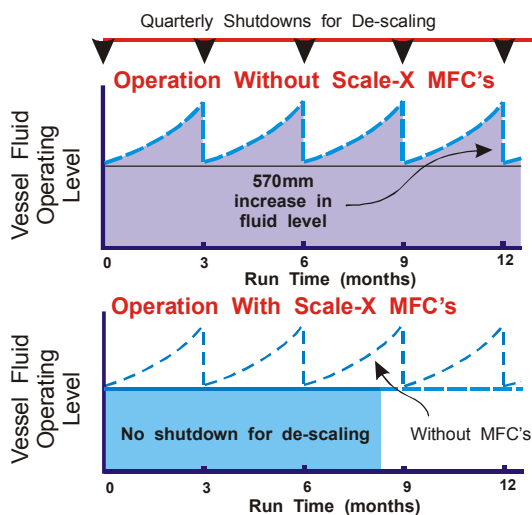 Quarterly Shutdowns for De-scaling
Operation Without Scale-X MFC's
Vessel Fluid
Operating
Level
570mm
increase in
fluid level
0 3 6 9 12
Run Time (months)
Operation With Scale-X MFC's
Vessel Fluid
Operating
Level
No shutdown for de-scaling
Without MFC's
0 3 6 9 12
Run Time (months)